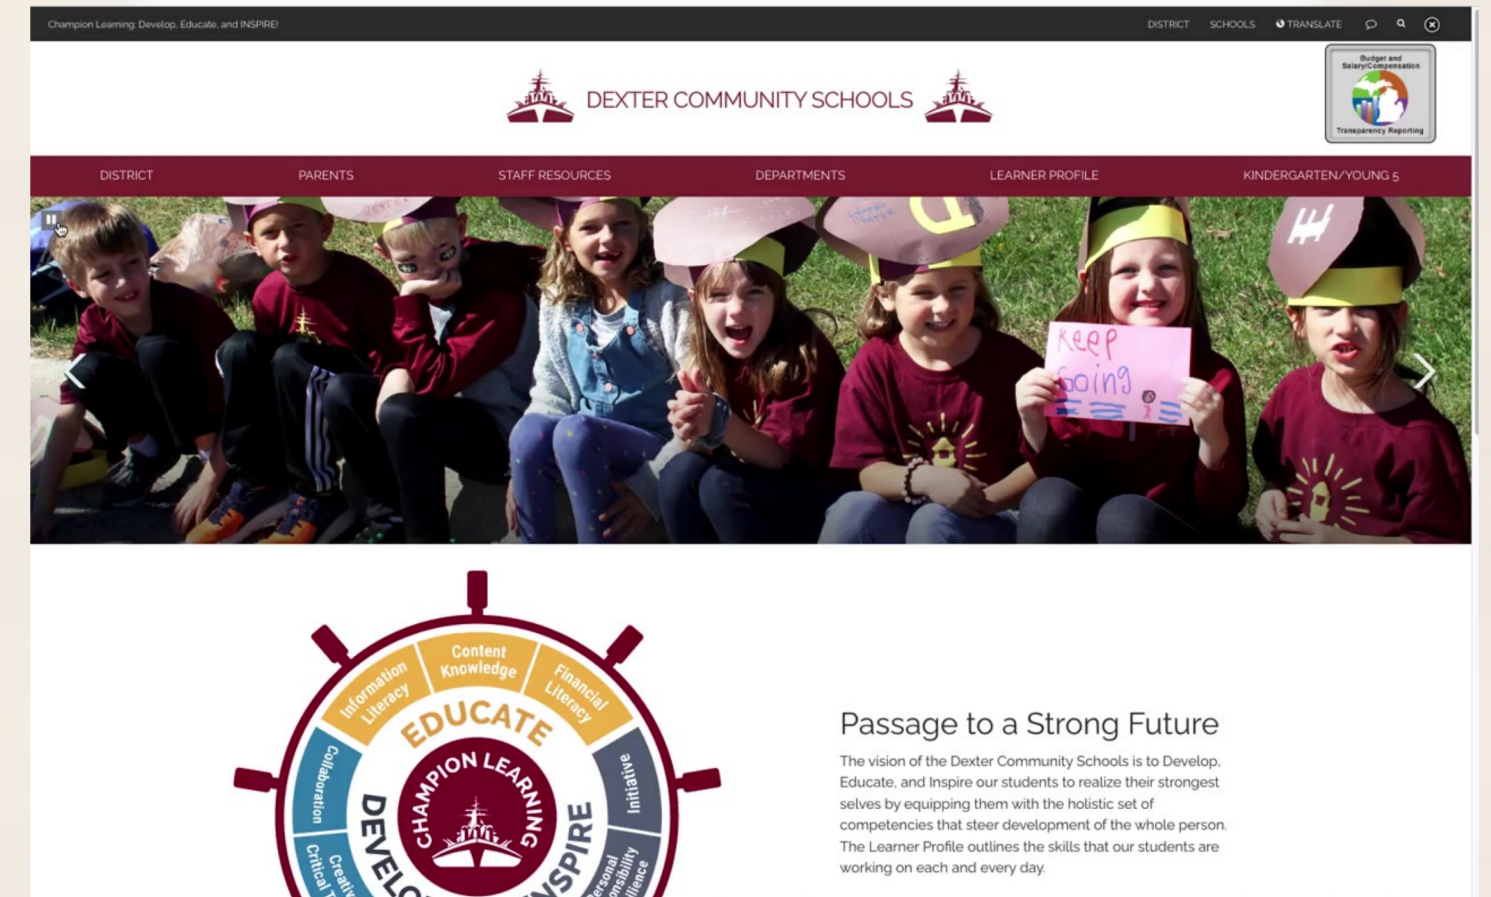 Champion Learning: Develop, Educate, and INSPIRE!
DISTRICT SCHOOLS TRANSLATE
Budget and
Salary/Compensation
Transparency Reporting
DEXTER COMMUNITY SCHOOLS
DISTRICT PARENTS STAFF RESOURCES DEPARTMENTS LEARNER PROFILE KINDERGARTEN/YOUNG 5
Keep
Going
Information
Literacy
Content
Knowledge
Financial
Literacy
EDUCATE
Collaboration
Initiative
CHAMPION LEARNING
Passage to a Strong Future
The vision of the Dexter Community Schools is to Develop,
Educate, and Inspire our students to realize their strongest
selves by equipping them with the holistic set of
competencies that steer development of the whole person.
The Learner Profile outlines the skills that our students are
working on each and every day.